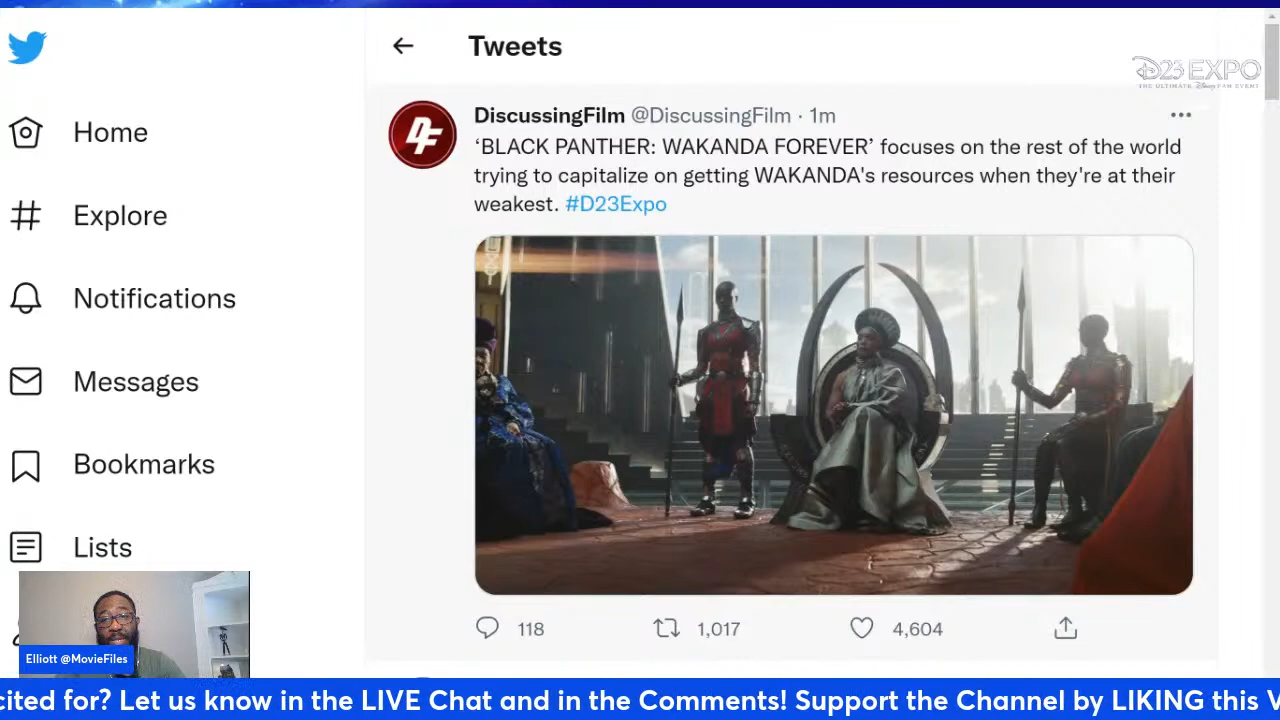 Tweets
D23 EXPO
THE ULTIMATE Disney FAN EVENT
Home
Explore
Notifications
Messages
Bookmarks
Lists
DF
DiscussingFilm @DiscussingFilm · 1m
‘BLACK PANTHER: WAKANDA FOREVER’ focuses on the rest of the world
trying to capitalize on getting WAKANDA's resources when they're at their
weakest. #D23Expo
118
1,017
4,604
Elliott @MovieFiles
cited for? Let us know in the LIVE Chat and in the Comments! Support the Channel by LIKING this V